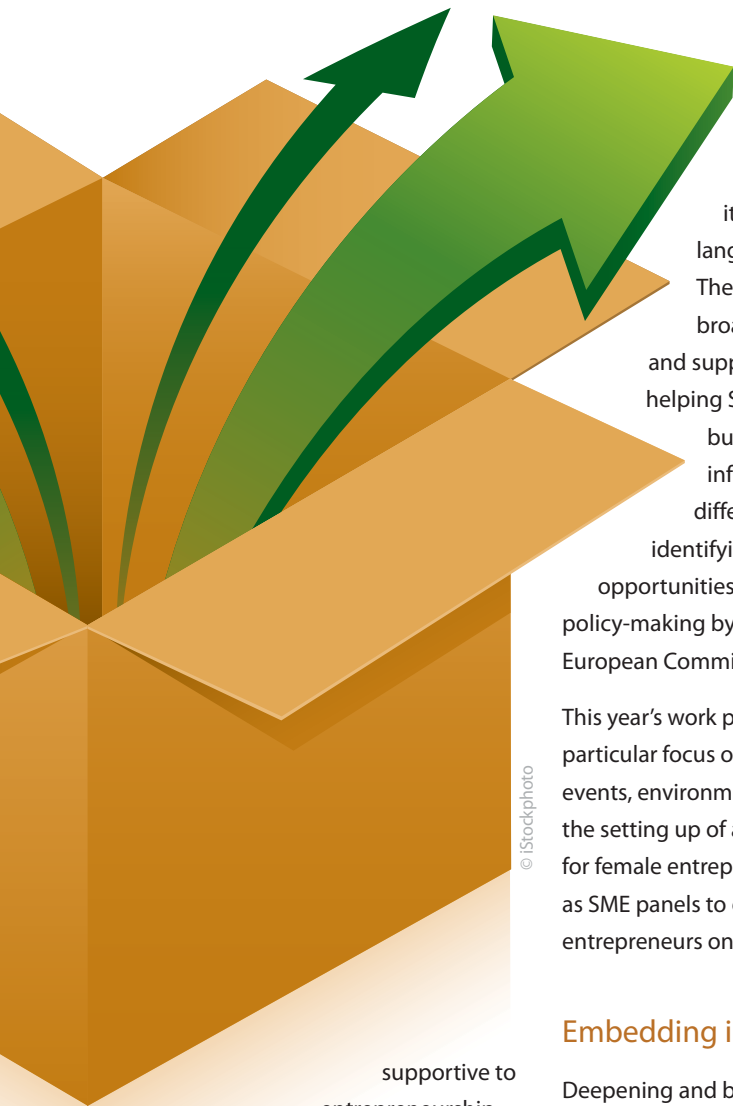 © iStockphoto
supportive to
entrepreneurship
it
lang
The
broa
and supp
helping S
bu
inf
diffe
identifyi
opportunities
policy-making by
European Commi
This year's work p
particular focus o
events, environm
the setting up of a
for female entrep
as SME panels to
entrepreneurs on
Embedding i
Deepening and b